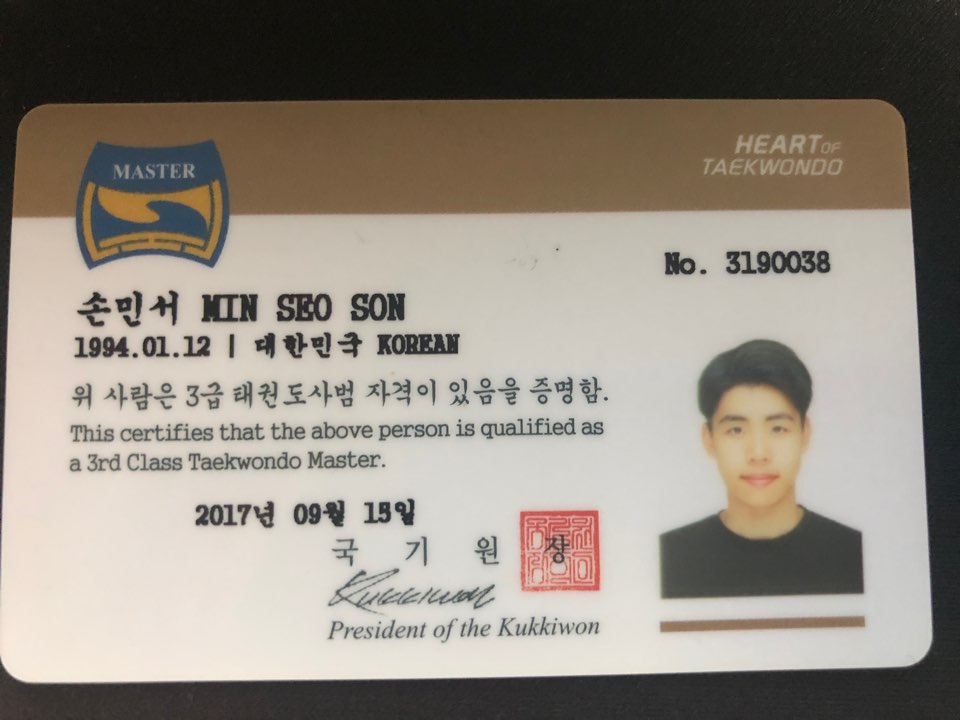 MASTER
HEART OF
TAEKWONDO
No. 3190038
손민서 MIN SEO SON
1994.01.12 | 대한민국 KOREAN
위 사람은 3급 태권도사범 자격이 있음을 증명함.
This certifies that the above person is qualified as
a 3rd Class Taekwondo Master.
2017년 09월 15일
국 기 원 장
Kukkiwon
President of the Kukkiwon